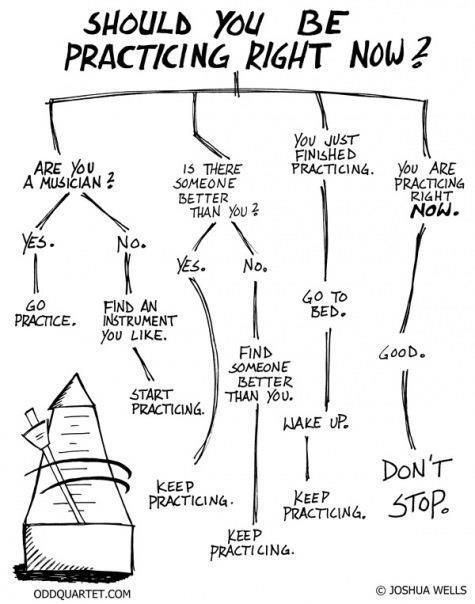 SHOULD YOU BE
PRACTICING RIGHT NOW?
ARE YOU
A MUSICIAN?
YES.
GO
PRACTICE.
NO.
FIND AN
INSTRUMENT
YOU LIKE.
START
PRACTICING.
IS THERE
SOMEONE
BETTER
THAN YOU?
YES.
KEEP
PRACTICING.
NO.
FIND
SOMEONE
BETTER
THAN YOU.
KEEP
PRACTICING.
YOU JUST
FINISHED
PRACTICING.
GO TO
BED.
WAKE UP.
KEEP
PRACTICING.
YOU ARE
PRACTICING
RIGHT
NOW.
GOOD.
DON'T
STOP.
ODDQUARTET.COM
© JOSHUA WELLS